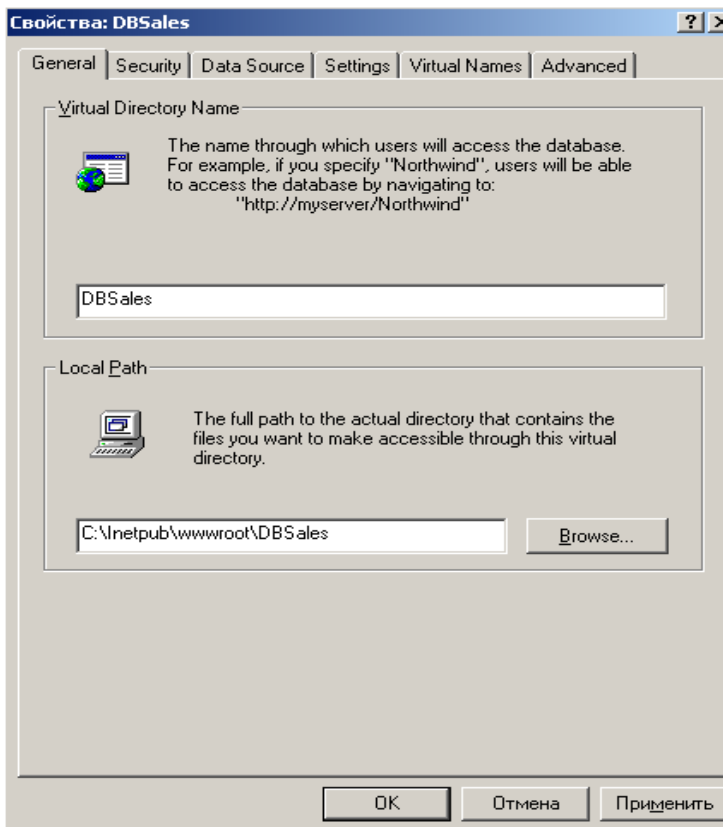 Свойства: DBSales
General Security Data Source Settings Virtual Names Advanced
Virtual Directory Name
The name through which users will access the database.
For example, if you specify "Northwind", users will be able
to access the database by navigating to:
"http://myserver/Northwind"
DBSales
Local Path
The full path to the actual directory that contains the
files you want to make accessible through this virtual
directory.
C:\Inetpub\wwwroot\DBSales
Browse...
OK Отмена Применить